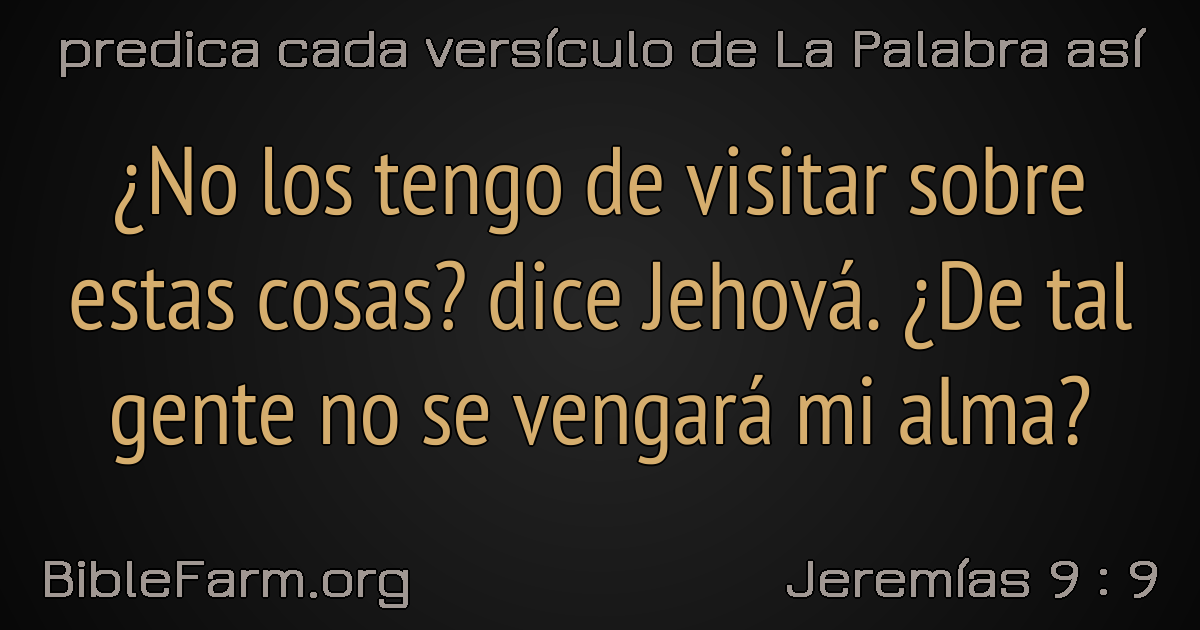 predica cada versículo de La Palabra así
¿No los tengo de visitar sobre
estas cosas? dice Jehová. ¿De tal
gente no se vengará mi alma?
BibleFarm.org
Jeremías 9 : 9